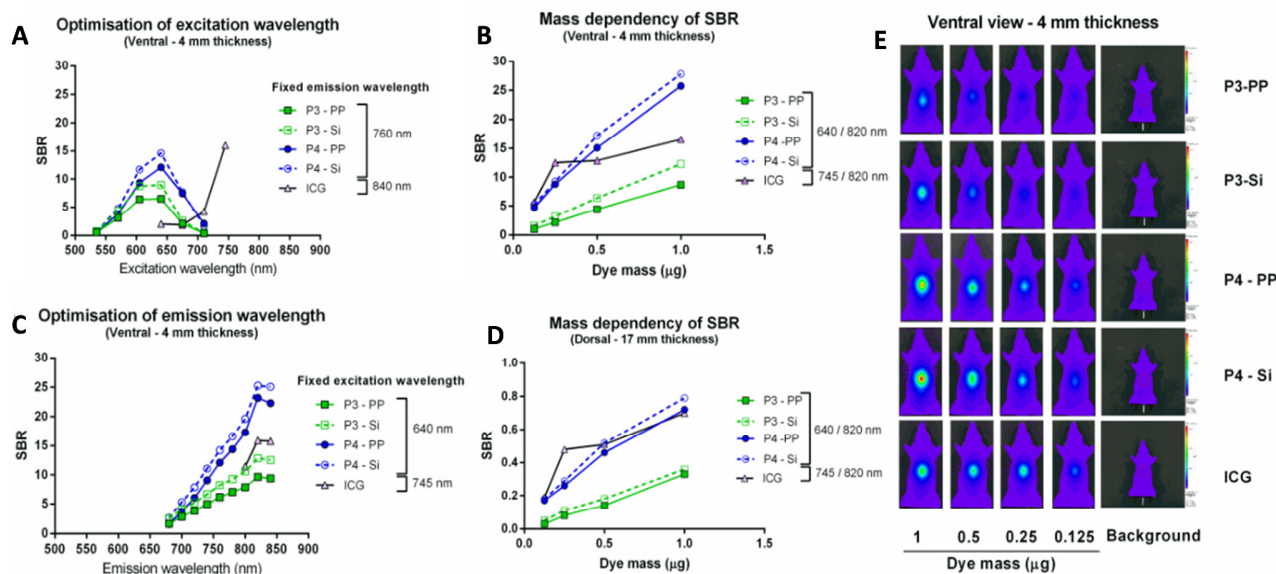 A
Optimisation of excitation wavelength
(Ventral - 4 mm thickness)
30
25
20
15
10
5
0
SBR
500 550 600 650 700 750 800 850 900
Excitation wavelength (nm)
Fixed emission wavelength
P3 - PP
P3 - Si
P4 - PP
P4 - Si
ICG
760 nm
840 nm
B
Mass dependency of SBR
(Ventral - 4 mm thickness)
30
25
20
15
10
5
0
SBR
0.0 0.5 1.0 1.5
Dye mass (μg)
P3 - PP
P3 - Si
P4 -PP
P4 - Si
ICG
640 / 820 nm
745 / 820 nm
C
Optimisation of emission wavelength
(Ventral - 4 mm thickness)
30
25
20
15
10
5
0
SBR
500 550 600 650 700 750 800 850 900
Emission wavelength (nm)
Fixed excitation wavelength
P3 - PP
P3 - Si
P4 - PP
P4 - Si
ICG
640 nm
745 nm
D
Mass dependency of SBR
(Dorsal - 17 mm thickness)
1.0
0.8
0.6
0.4
0.2
0.0
SBR
0.0 0.5 1.0 1.5
Dye mass (μg)
P3 - PP
P3 - Si
P4 -PP
P4 - Si
ICG
640 / 820 nm
745 / 820 nm
E
Ventral view - 4 mm thickness
P3-PP
P3-Si
P4 - PP
P4 - Si
ICG
1 0.5 0.25 0.125 Background
Dye mass (μg)